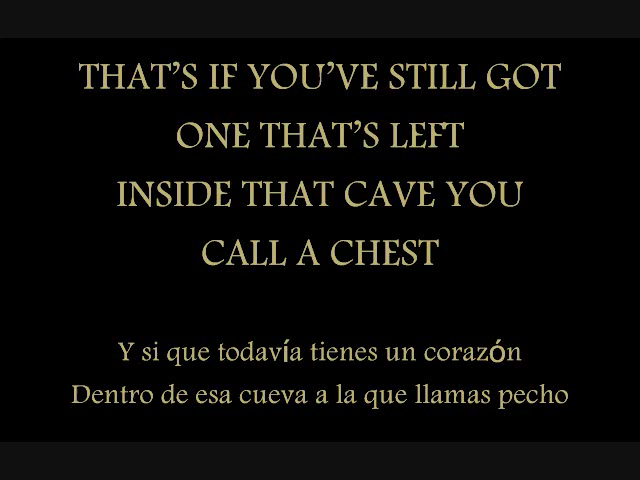 THAT’S IF YOU’VE STILL GOT
ONE THAT’S LEFT
INSIDE THAT CAVE YOU
CALL A CHEST
Y si que todavía tienes un corazón
Dentro de esa cueva a la que llamas pecho